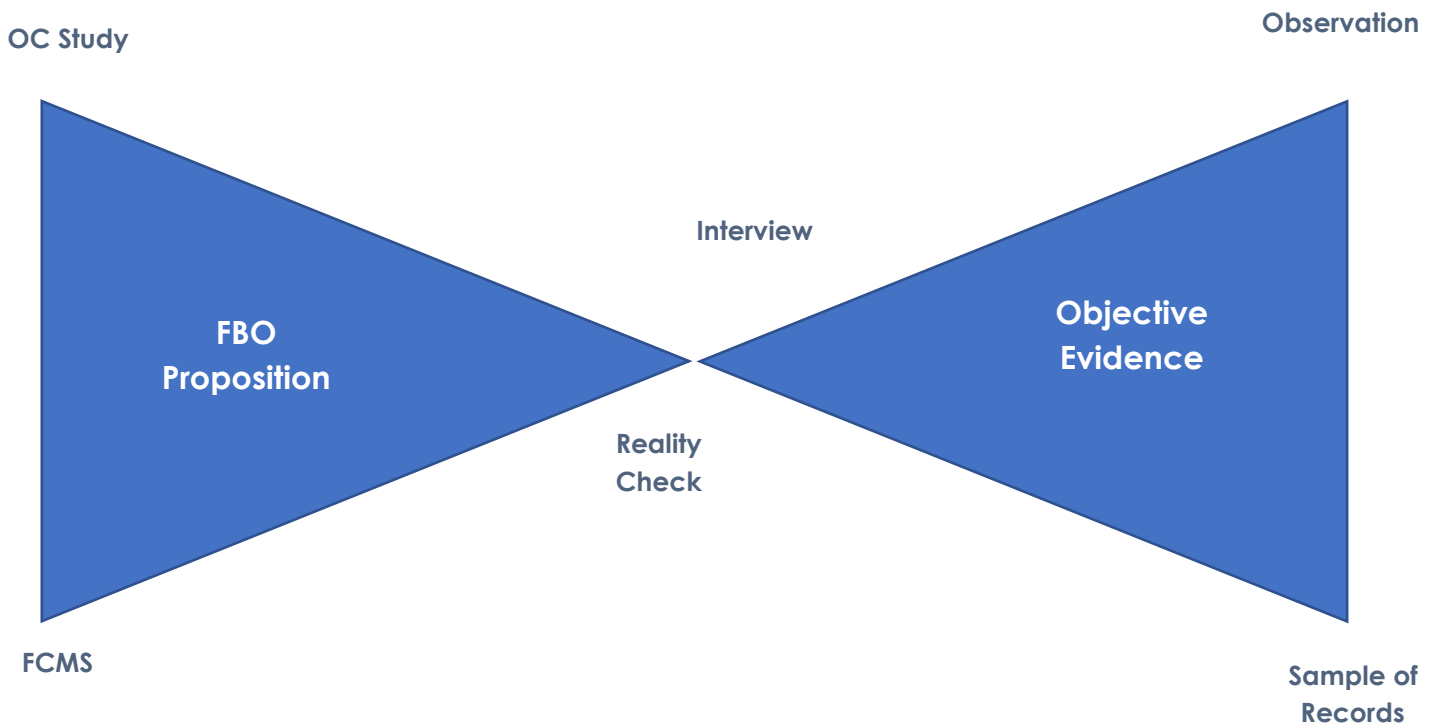 OC Study
Observation
Interview
FBO
Proposition
Objective
Evidence
Reality
Check
FCMS
Sample of
Records